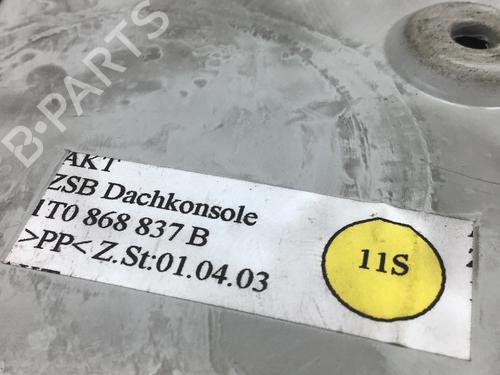 B-PARTS
AKT
ZSB Dachkonsole
1T0 868 837 B
>PP< Z.St:01.04.03
11S